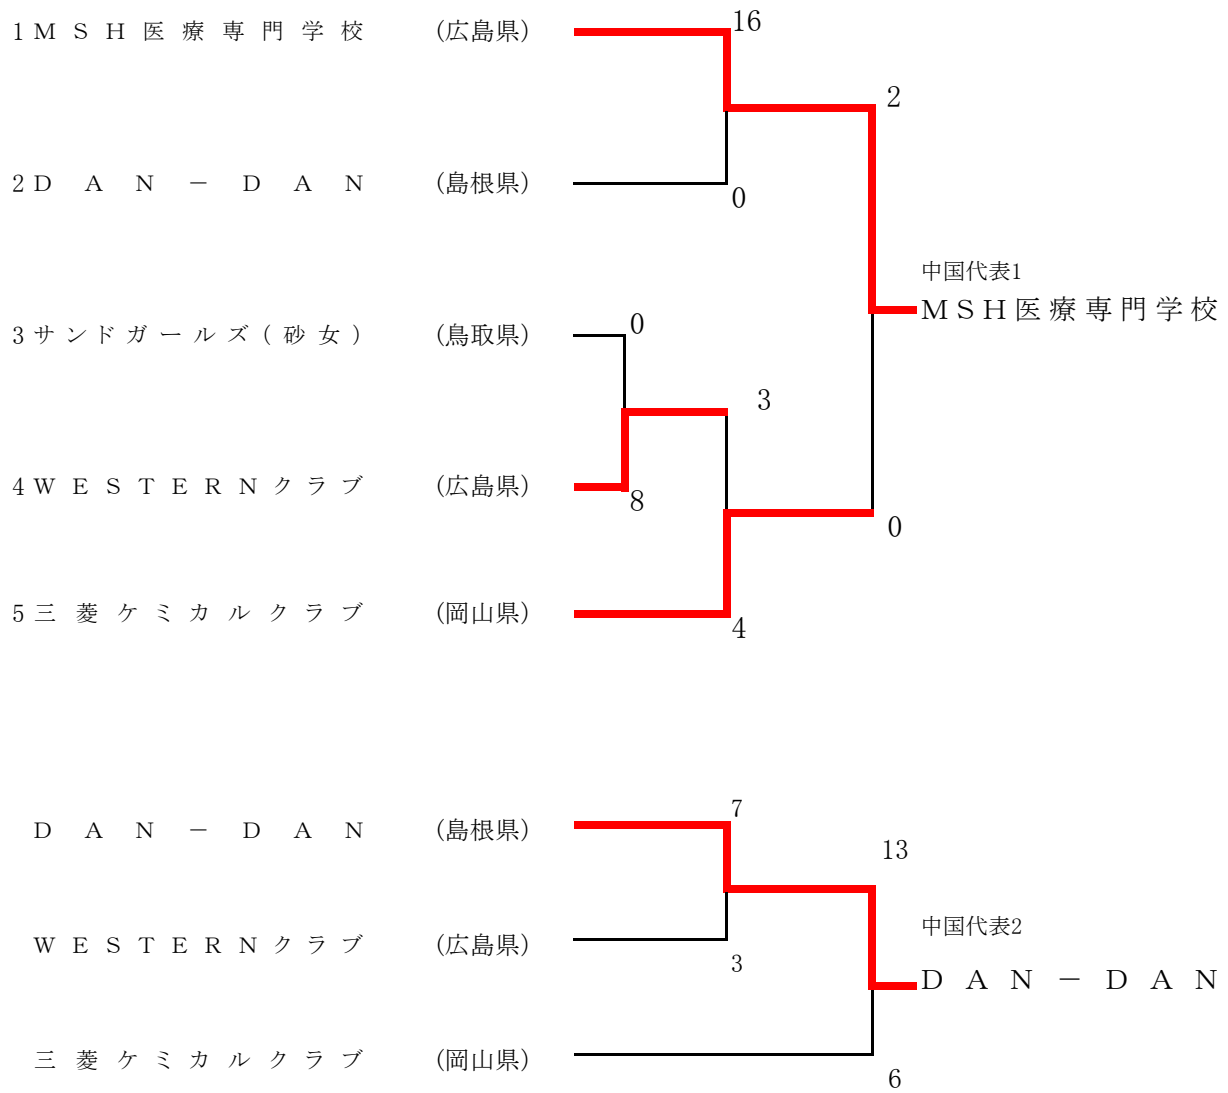 1 MSH医療専門学校 (広島県) 16
2
2 DAN－DAN (島根県) 0
中国代表1
MSH医療専門学校
3 サンドガールズ(砂女) (鳥取県) 0
3
4 WESTERNクラブ (広島県) 8
0
5 三菱ケミカルクラブ (岡山県) 4
7
DAN－DAN (島根県) 13
中国代表2
WESTERNクラブ (広島県) 3
DAN－DAN
三菱ケミカルクラブ (岡山県) 6